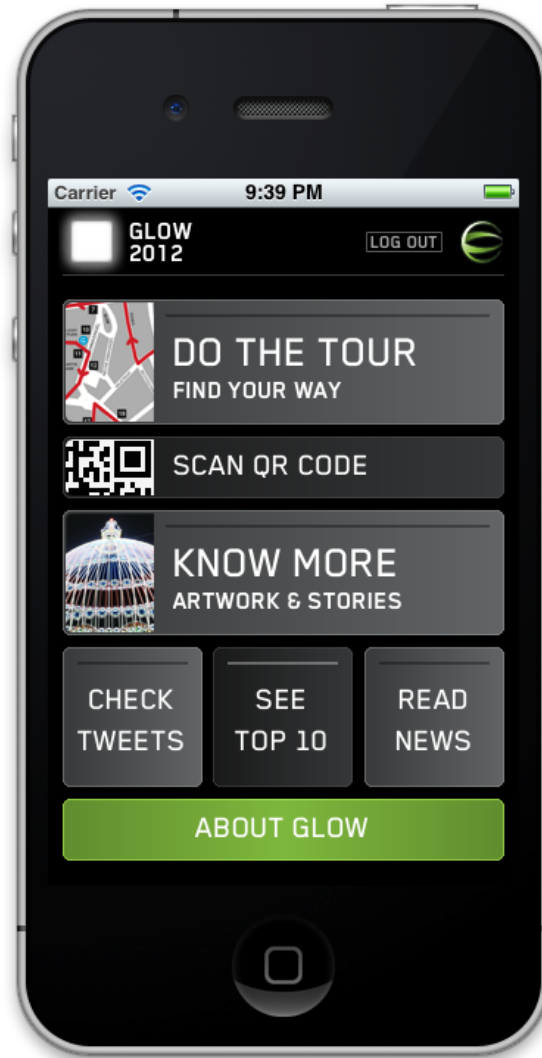 Carrier
9:39 PM
GLOW
2012
LOG OUT
DO THE TOUR
FIND YOUR WAY
SCAN QR CODE
KNOW MORE
ARTWORK & STORIES
CHECK
TWEETS
SEE
TOP 10
READ
NEWS
ABOUT GLOW